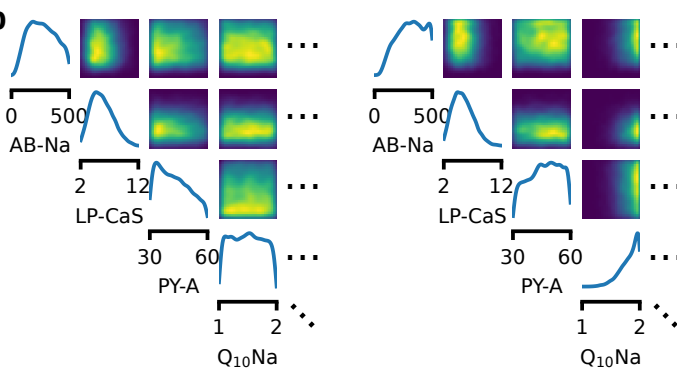 0 500 0 500
AB-Na AB-Na
2 12 2 12
LP-CaS LP-CaS
30 60 30 60
PY-A PY-A
1 2 1 2
Q₁₀Na Q₁₀Na